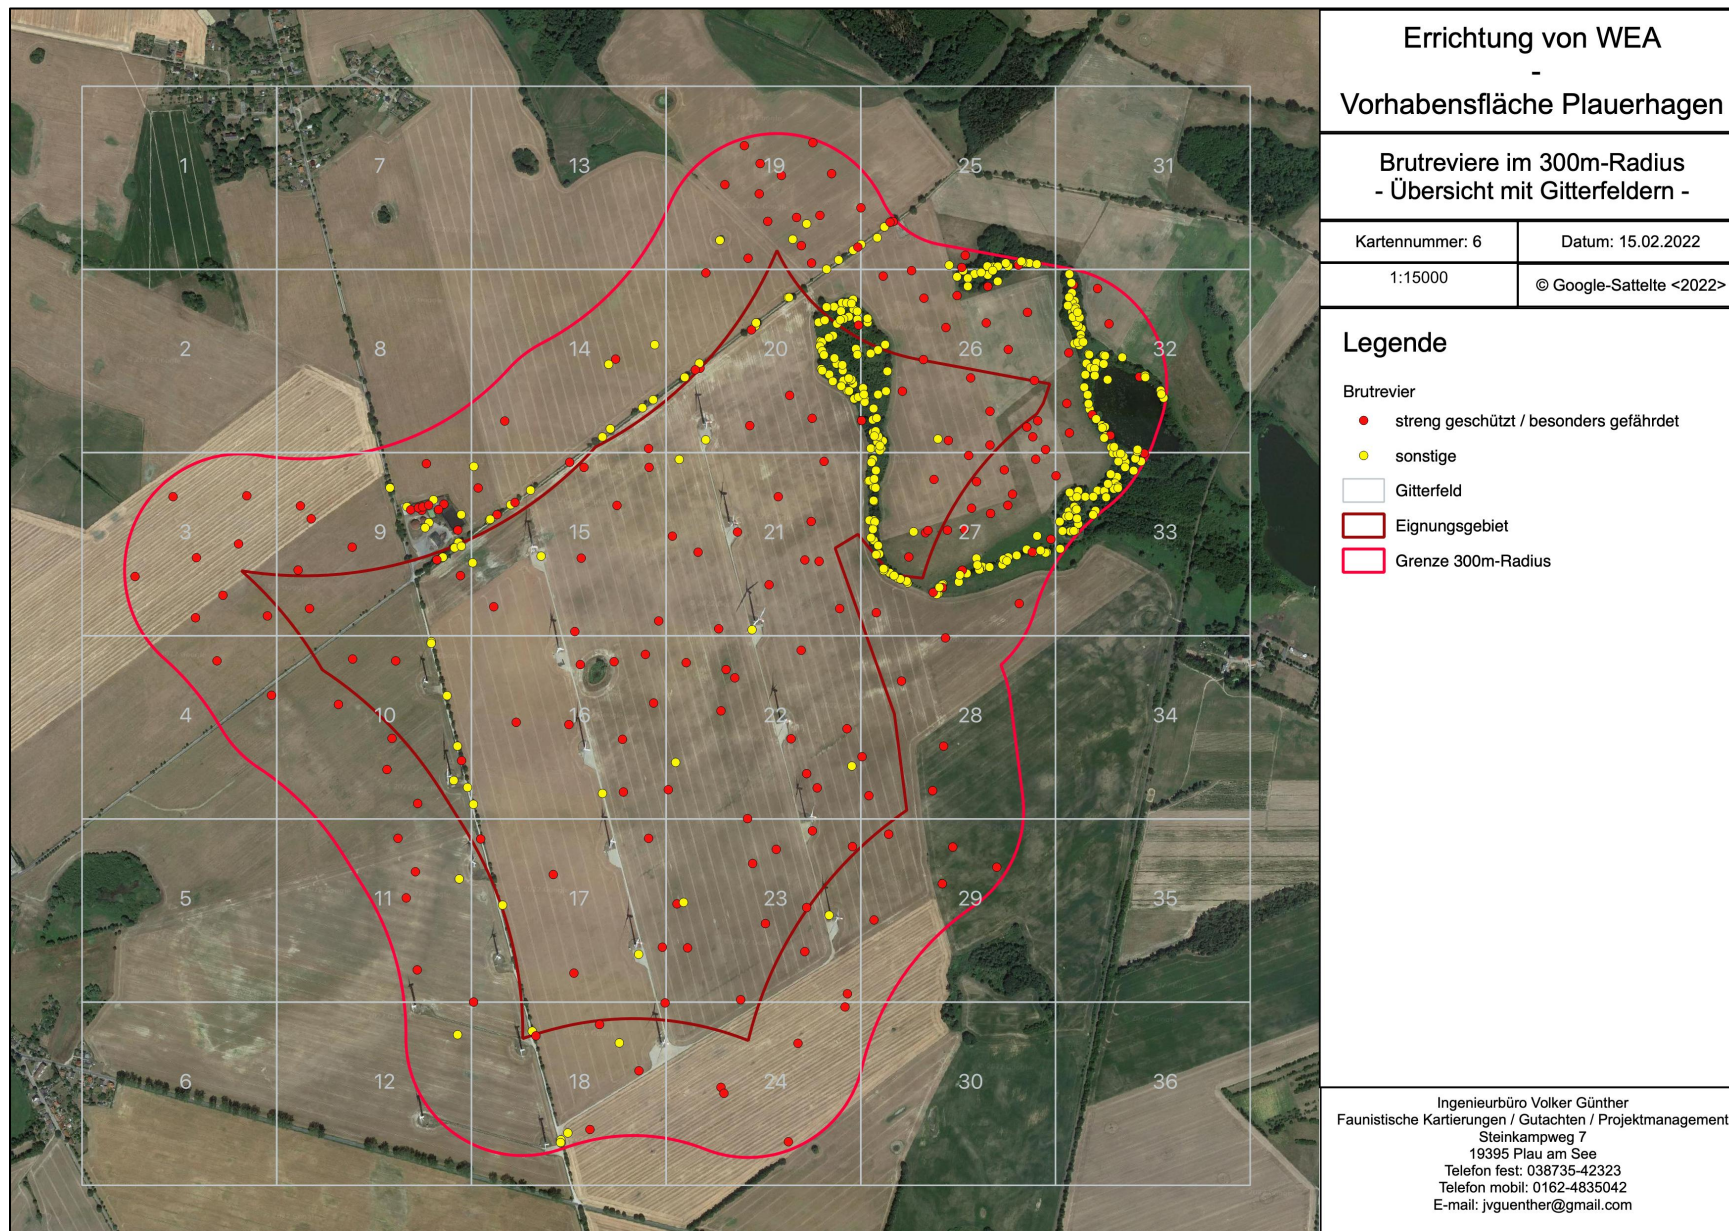 Errichtung von WEA
-
Vorhabensfläche Plauerhagen
Brutreviere im 300m-Radius
- Übersicht mit Gitterfeldern -
Kartennummer: 6
Datum: 15.02.2022
1:15000
© Google-Sattelte <2022>
Legende
Brutrevier
streng geschützt / besonders gefährdet
sonstige
Gitterfeld
Eignungsgebiet
Grenze 300m-Radius
Ingenieurbüro Volker Günther
Faunistische Kartierungen / Gutachten / Projektmanagement
Steinkampweg 7
19395 Plau am See
Telefon fest: 038735-42323
Telefon mobil: 0162-4835042
E-mail: jvguenther@gmail.com
1 7 13 19 25 31
2 8 14 20 26 32
3 9 15 21 27 33
4 10 16 22 28 34
5 11 17 23 29 35
6 12 18 24 30 36